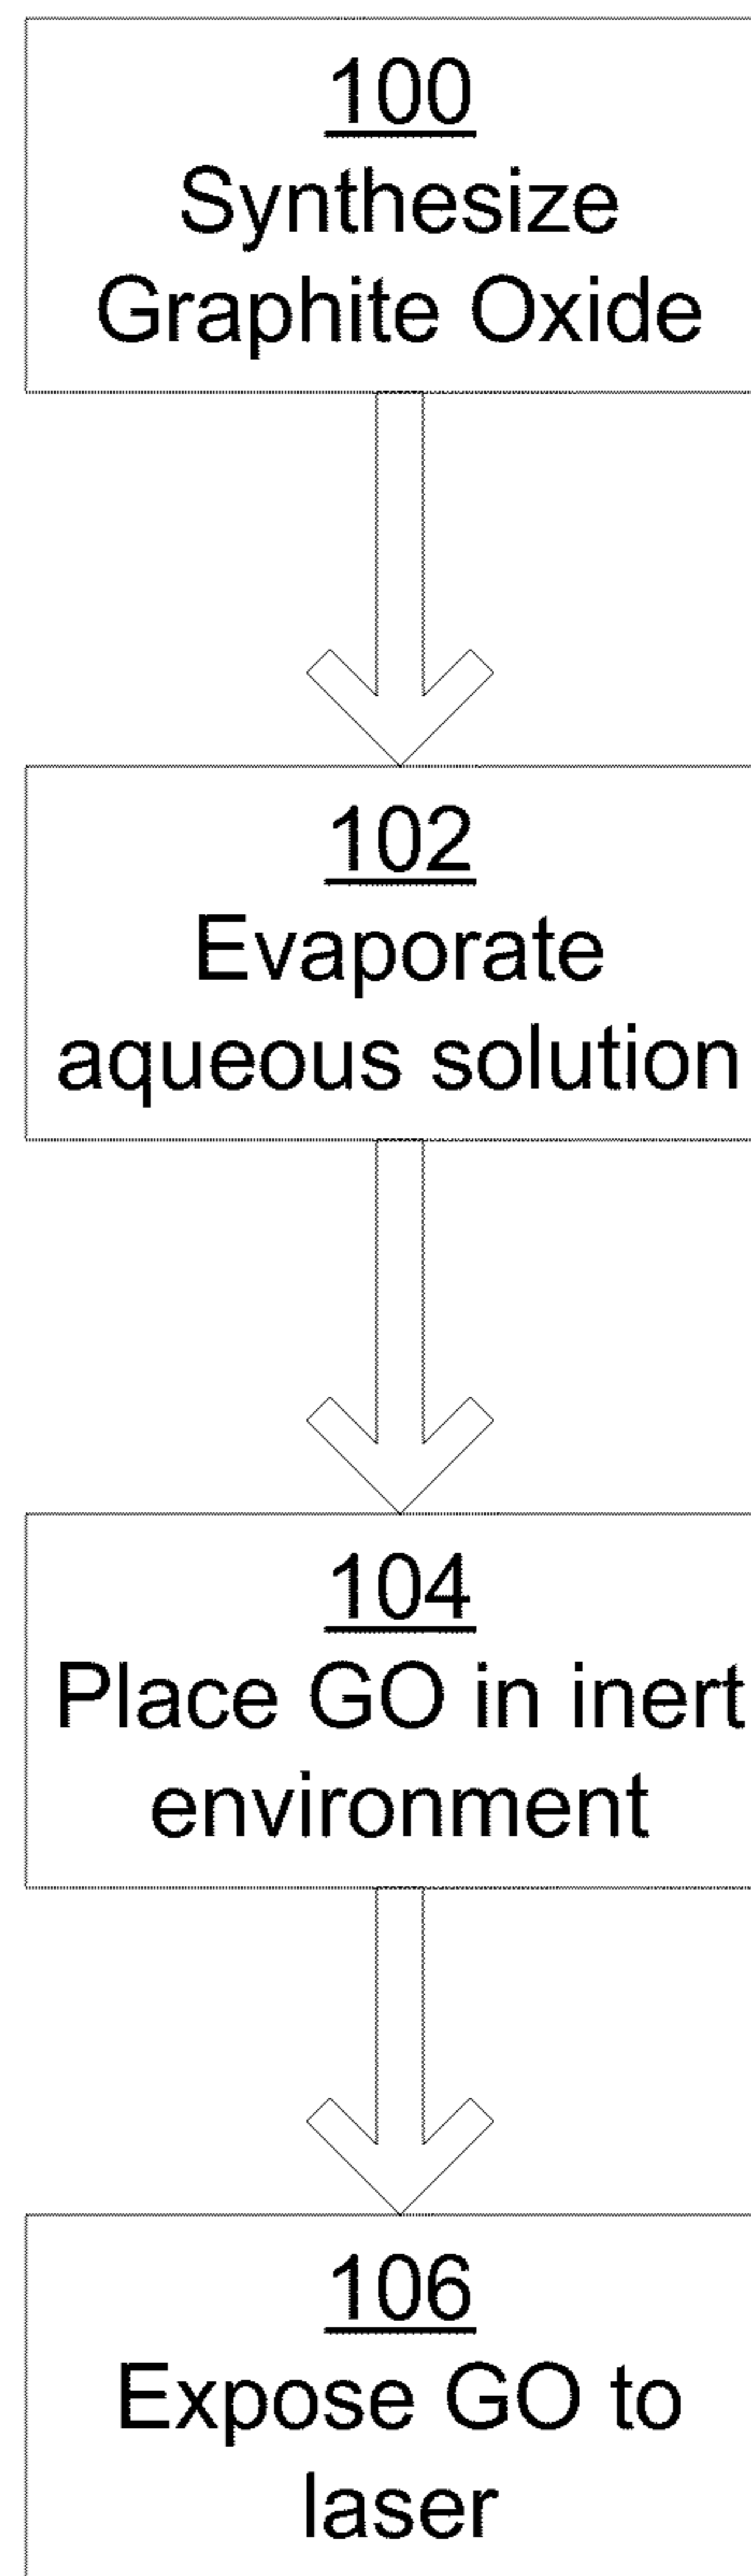 100
Synthesize
Graphite Oxide
102
Evaporate
aqueous solution
104
Place GO in inert
environment
106
Expose GO to
laser